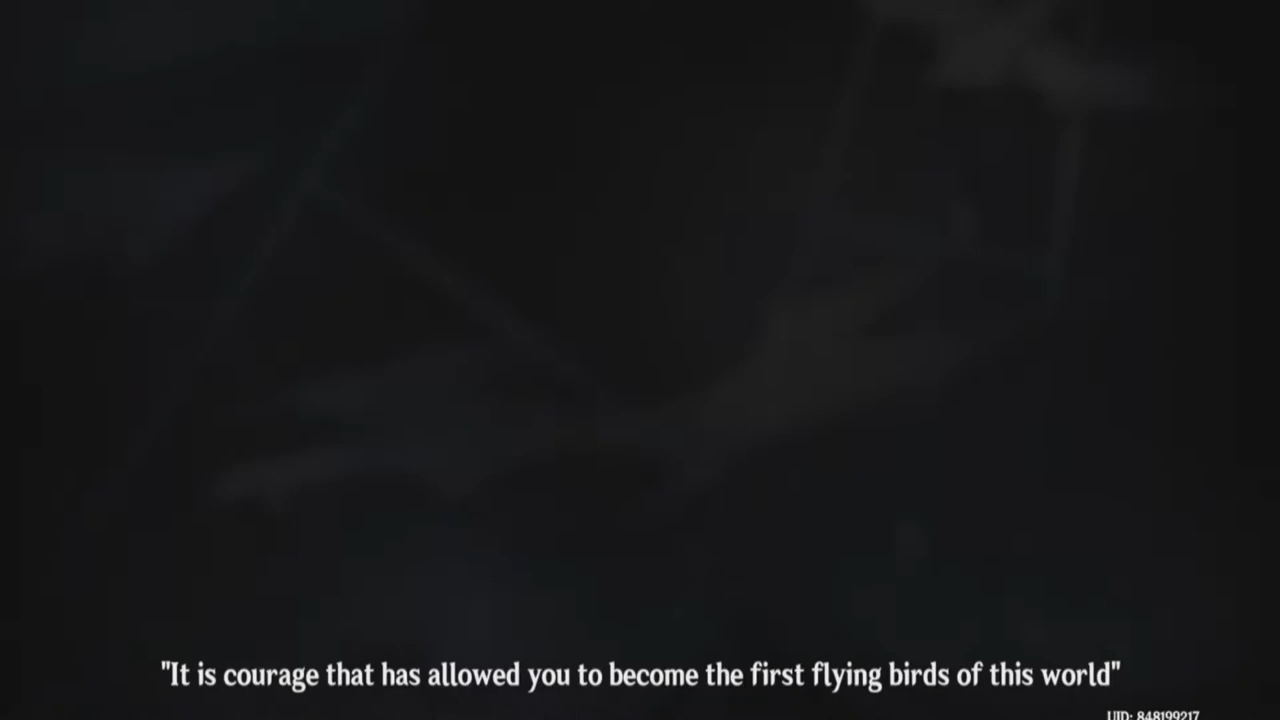 "It is courage that has allowed you to become the first flying birds of this world"
UID: 848199217